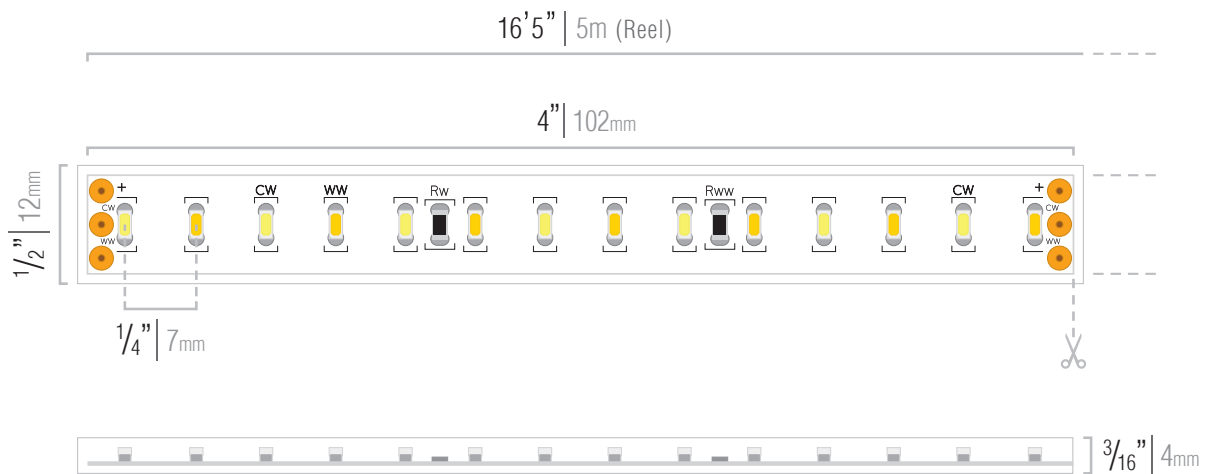 16’5” | 5m (Reel)
4” | 102mm
1/2” | 12mm
+ CW WW Rw Rww CW +
CW CW
WW WW
1/4” | 7mm
3/16” | 4mm